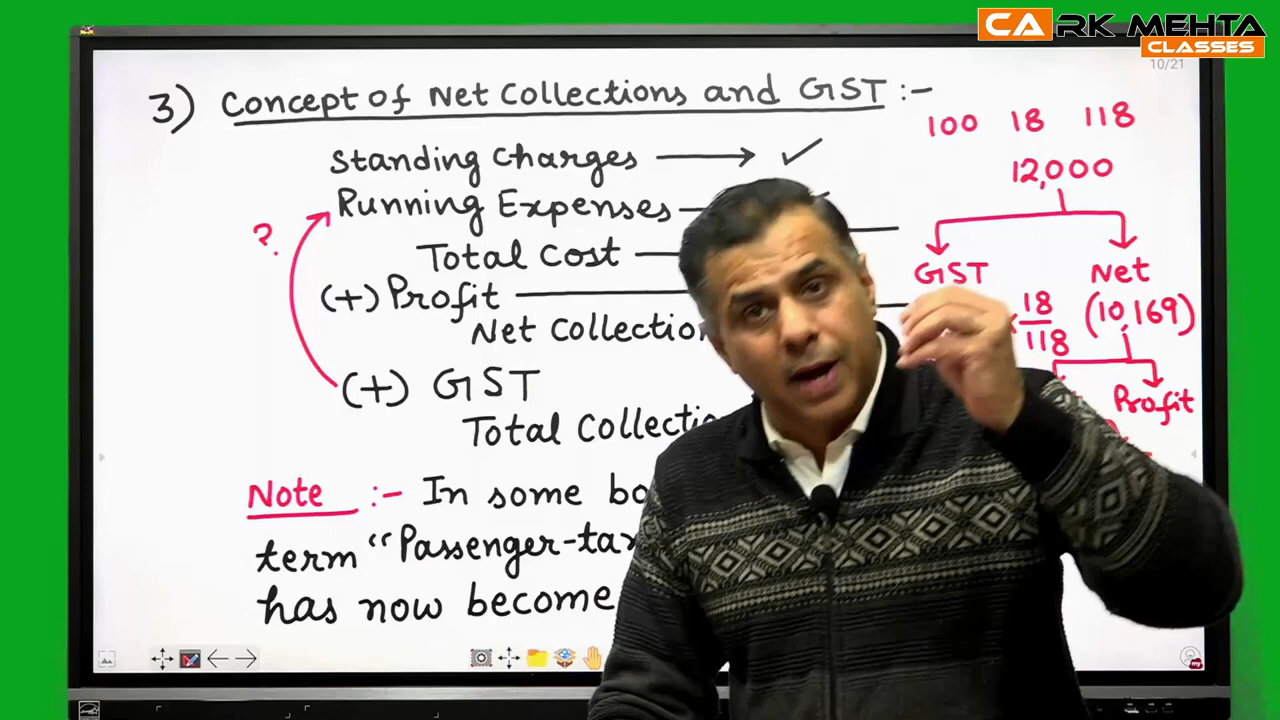 CA RK MEHTA
CLASSES
10/21
3) Concept of Net Collections and GST :-
100 18 118
Standing Charges ✓
12,000
Running Expenses
?
Total Cost
GST Net
(+) Profit
18
118
(10,169)
Net Collection
(+) GST
Profit
Total Collectio
Note :- In some bo
term "Passenger-tax
has now become